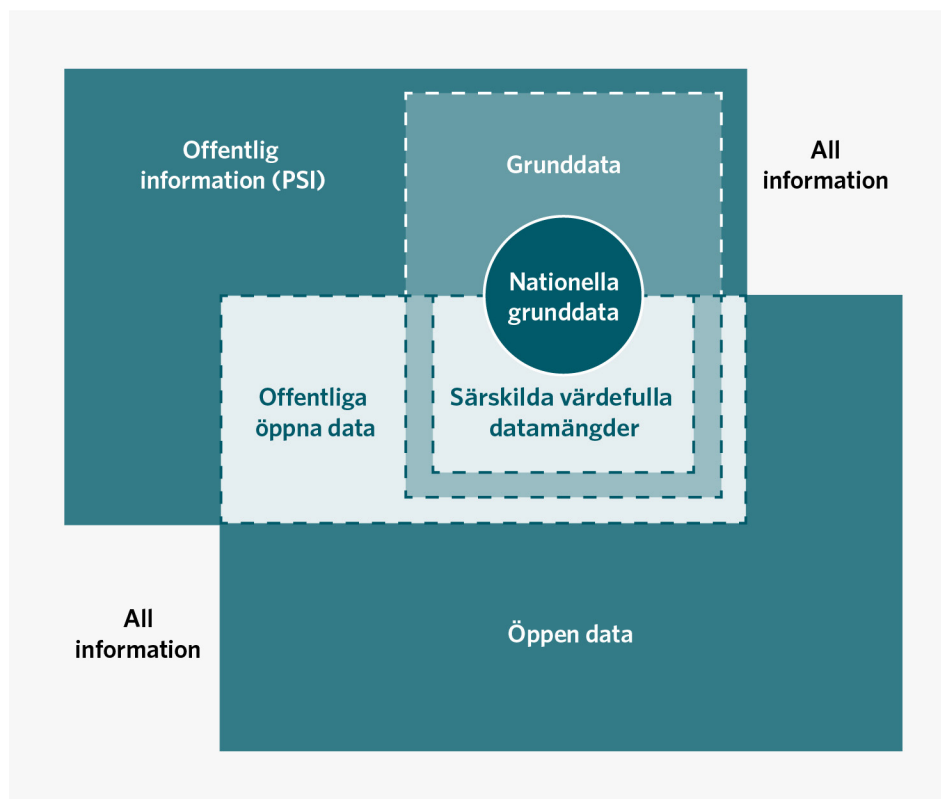 Offentlig
information (PSI)
Grunddata
All
information
Nationella
grunddata
Offentliga
öppna data
Särskilda värdefulla
datamängder
All
information
Öppen data